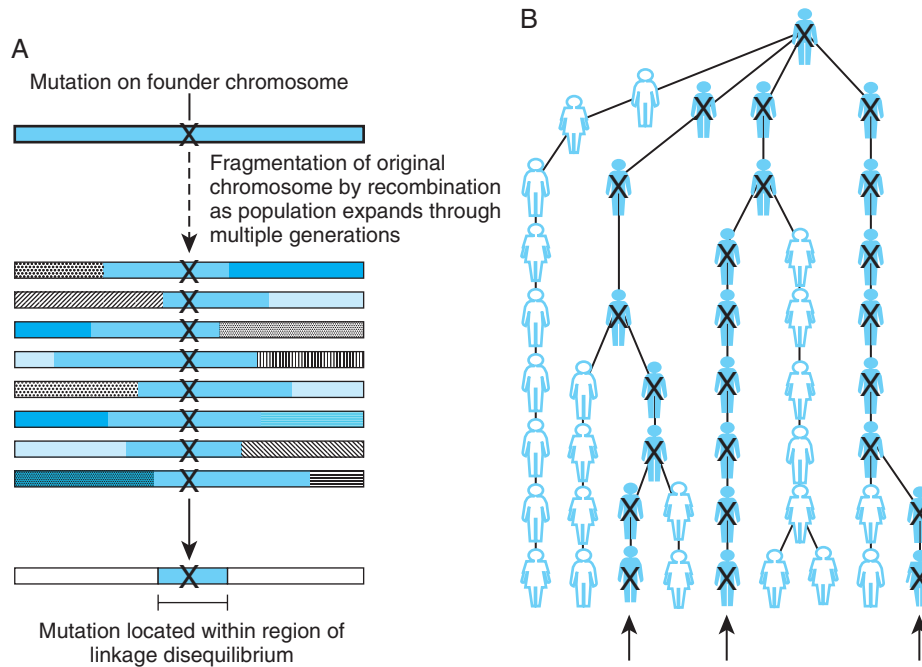 A
Mutation on founder chromosome
X
Fragmentation of original
chromosome by recombination
as population expands through
multiple generations
X
X
X
X
X
X
X
X
X
Mutation located within region of
linkage disequilibrium
B
X
X X X
X X X
X X
X X X
X X X
X X X
X X X
X X X